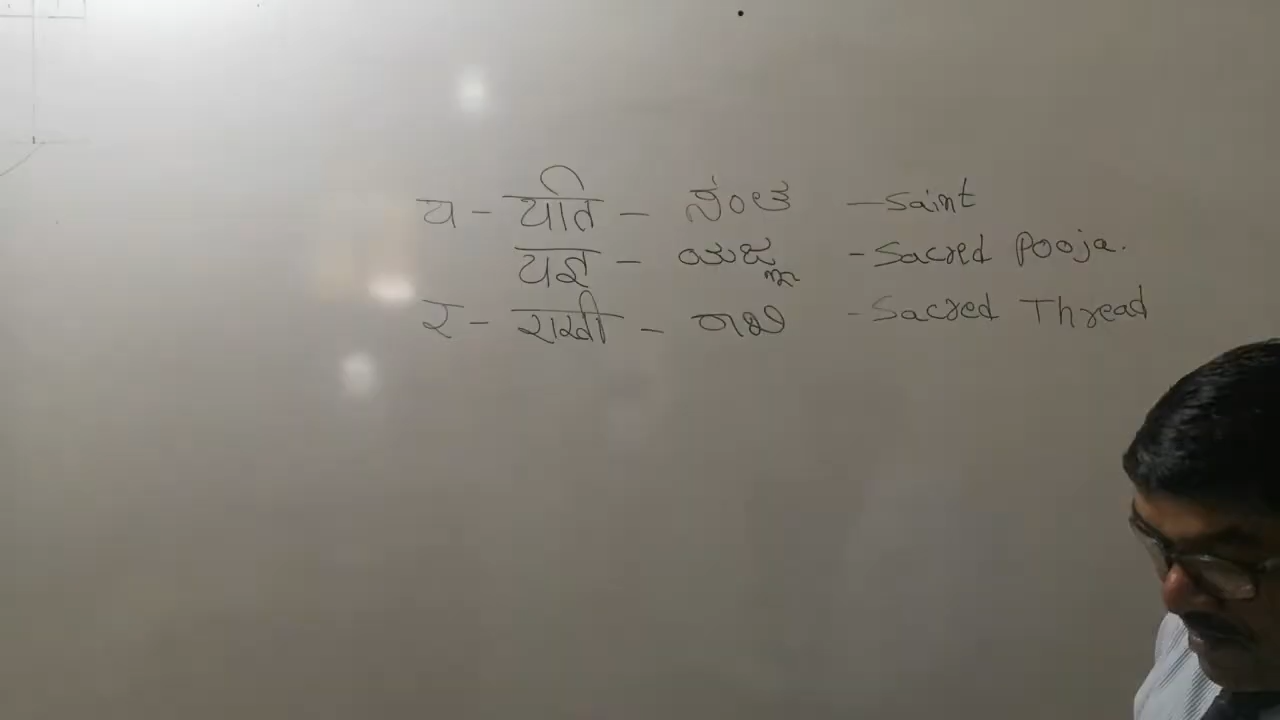 य - यति - ಸಂತ - Saint
यज्ञ - ಯಜ್ಞ - Sacred Pooja.
र - राखी - ರಾಖಿ - Sacred Thread